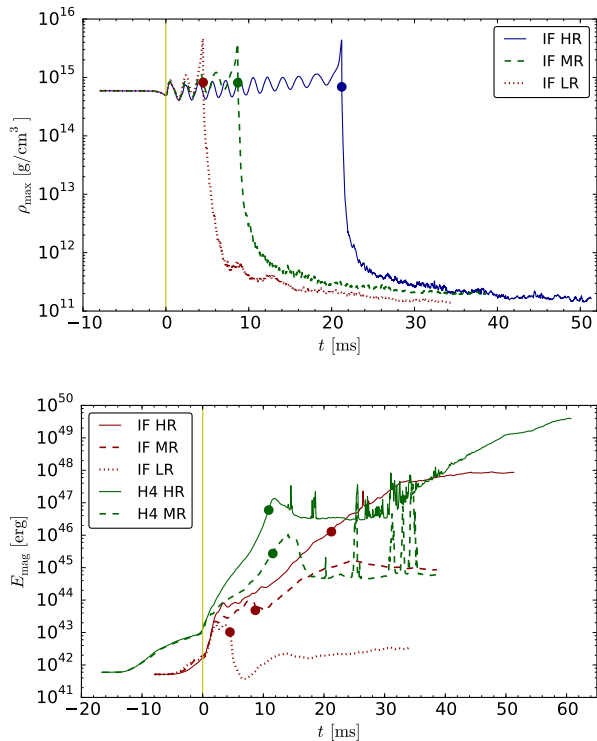 10^16
10^15
10^14
10^13
10^12
10^11
ρ_max [g/cm^3 ]
IF HR
IF MR
IF LR
−10 0 10 20 30 40 50
t [ms]
10^50
10^49
10^48
10^47
10^46
10^45
10^44
10^43
10^42
10^41
E_mag [erg]
IF HR
IF MR
IF LR
H4 HR
H4 MR
−20 −10 0 10 20 30 40 50 60
t [ms]